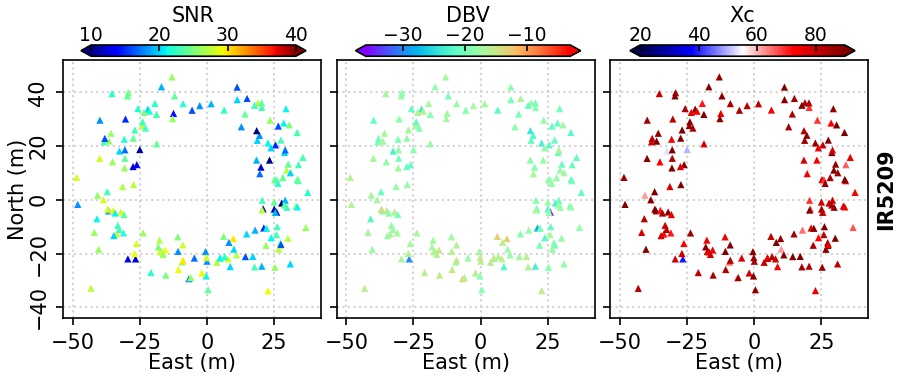 SNR DBV Xc
10 20 30 40 −30 −20 −10 20 40 60 80
40
20
0
−20
−40
North (m)
IR5209
−50 −25 0 25 −50 −25 0 25 −50 −25 0 25
East (m) East (m) East (m)